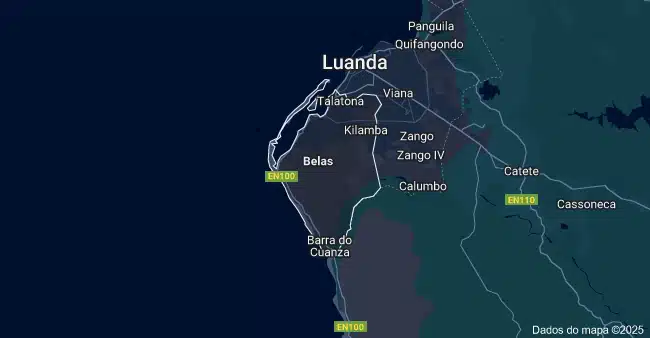 Panguila
Quifangondo
Luanda
Viana
Talatona
Kilamba
Zango
Belas
Zango IV
Catete
EN100
Calumbo
EN110
Cassoneca
Barra do
Cuanza
EN100
Dados do mapa ©2025